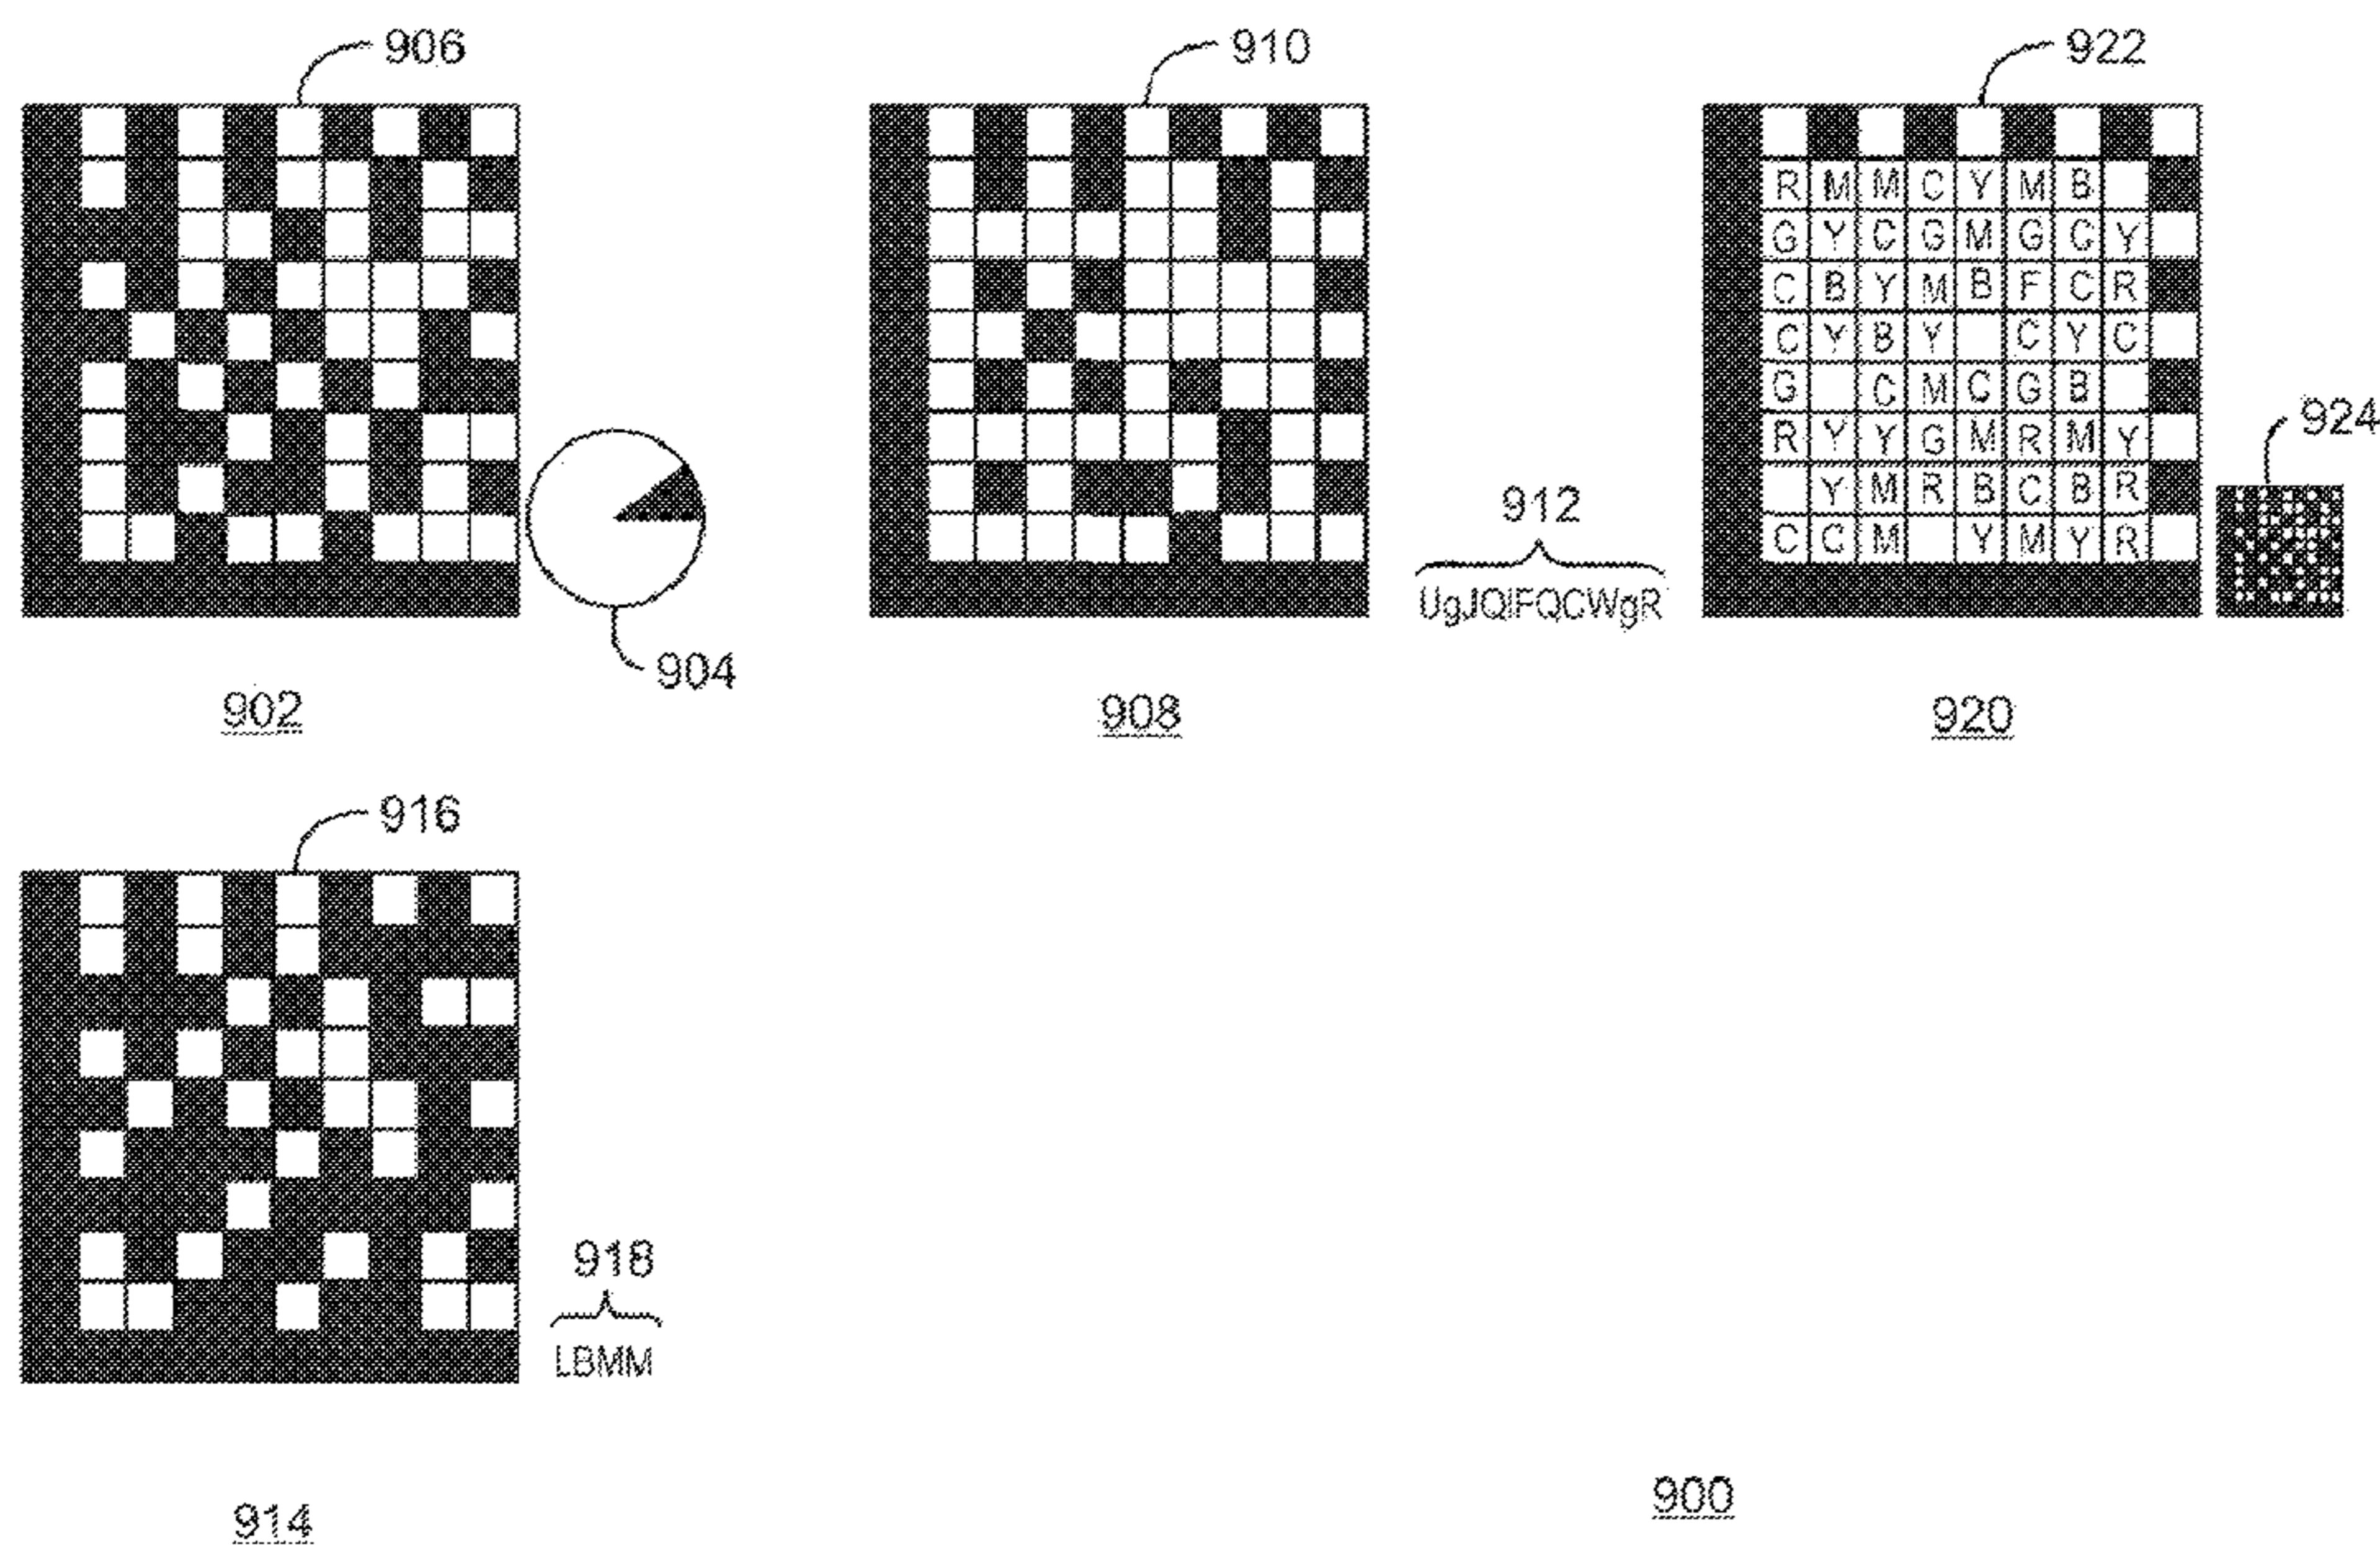 906
910
922
R M M C Y M B
G Y C G M G C Y
C B Y M B F C R
C Y B Y C Y C
G C M C G B
R Y Y G M R M Y
Y M R B C B R
C C M Y M Y R
924
912
UgJQIFQCWgR
904
902
908
920
916
918
LBMM
914
900